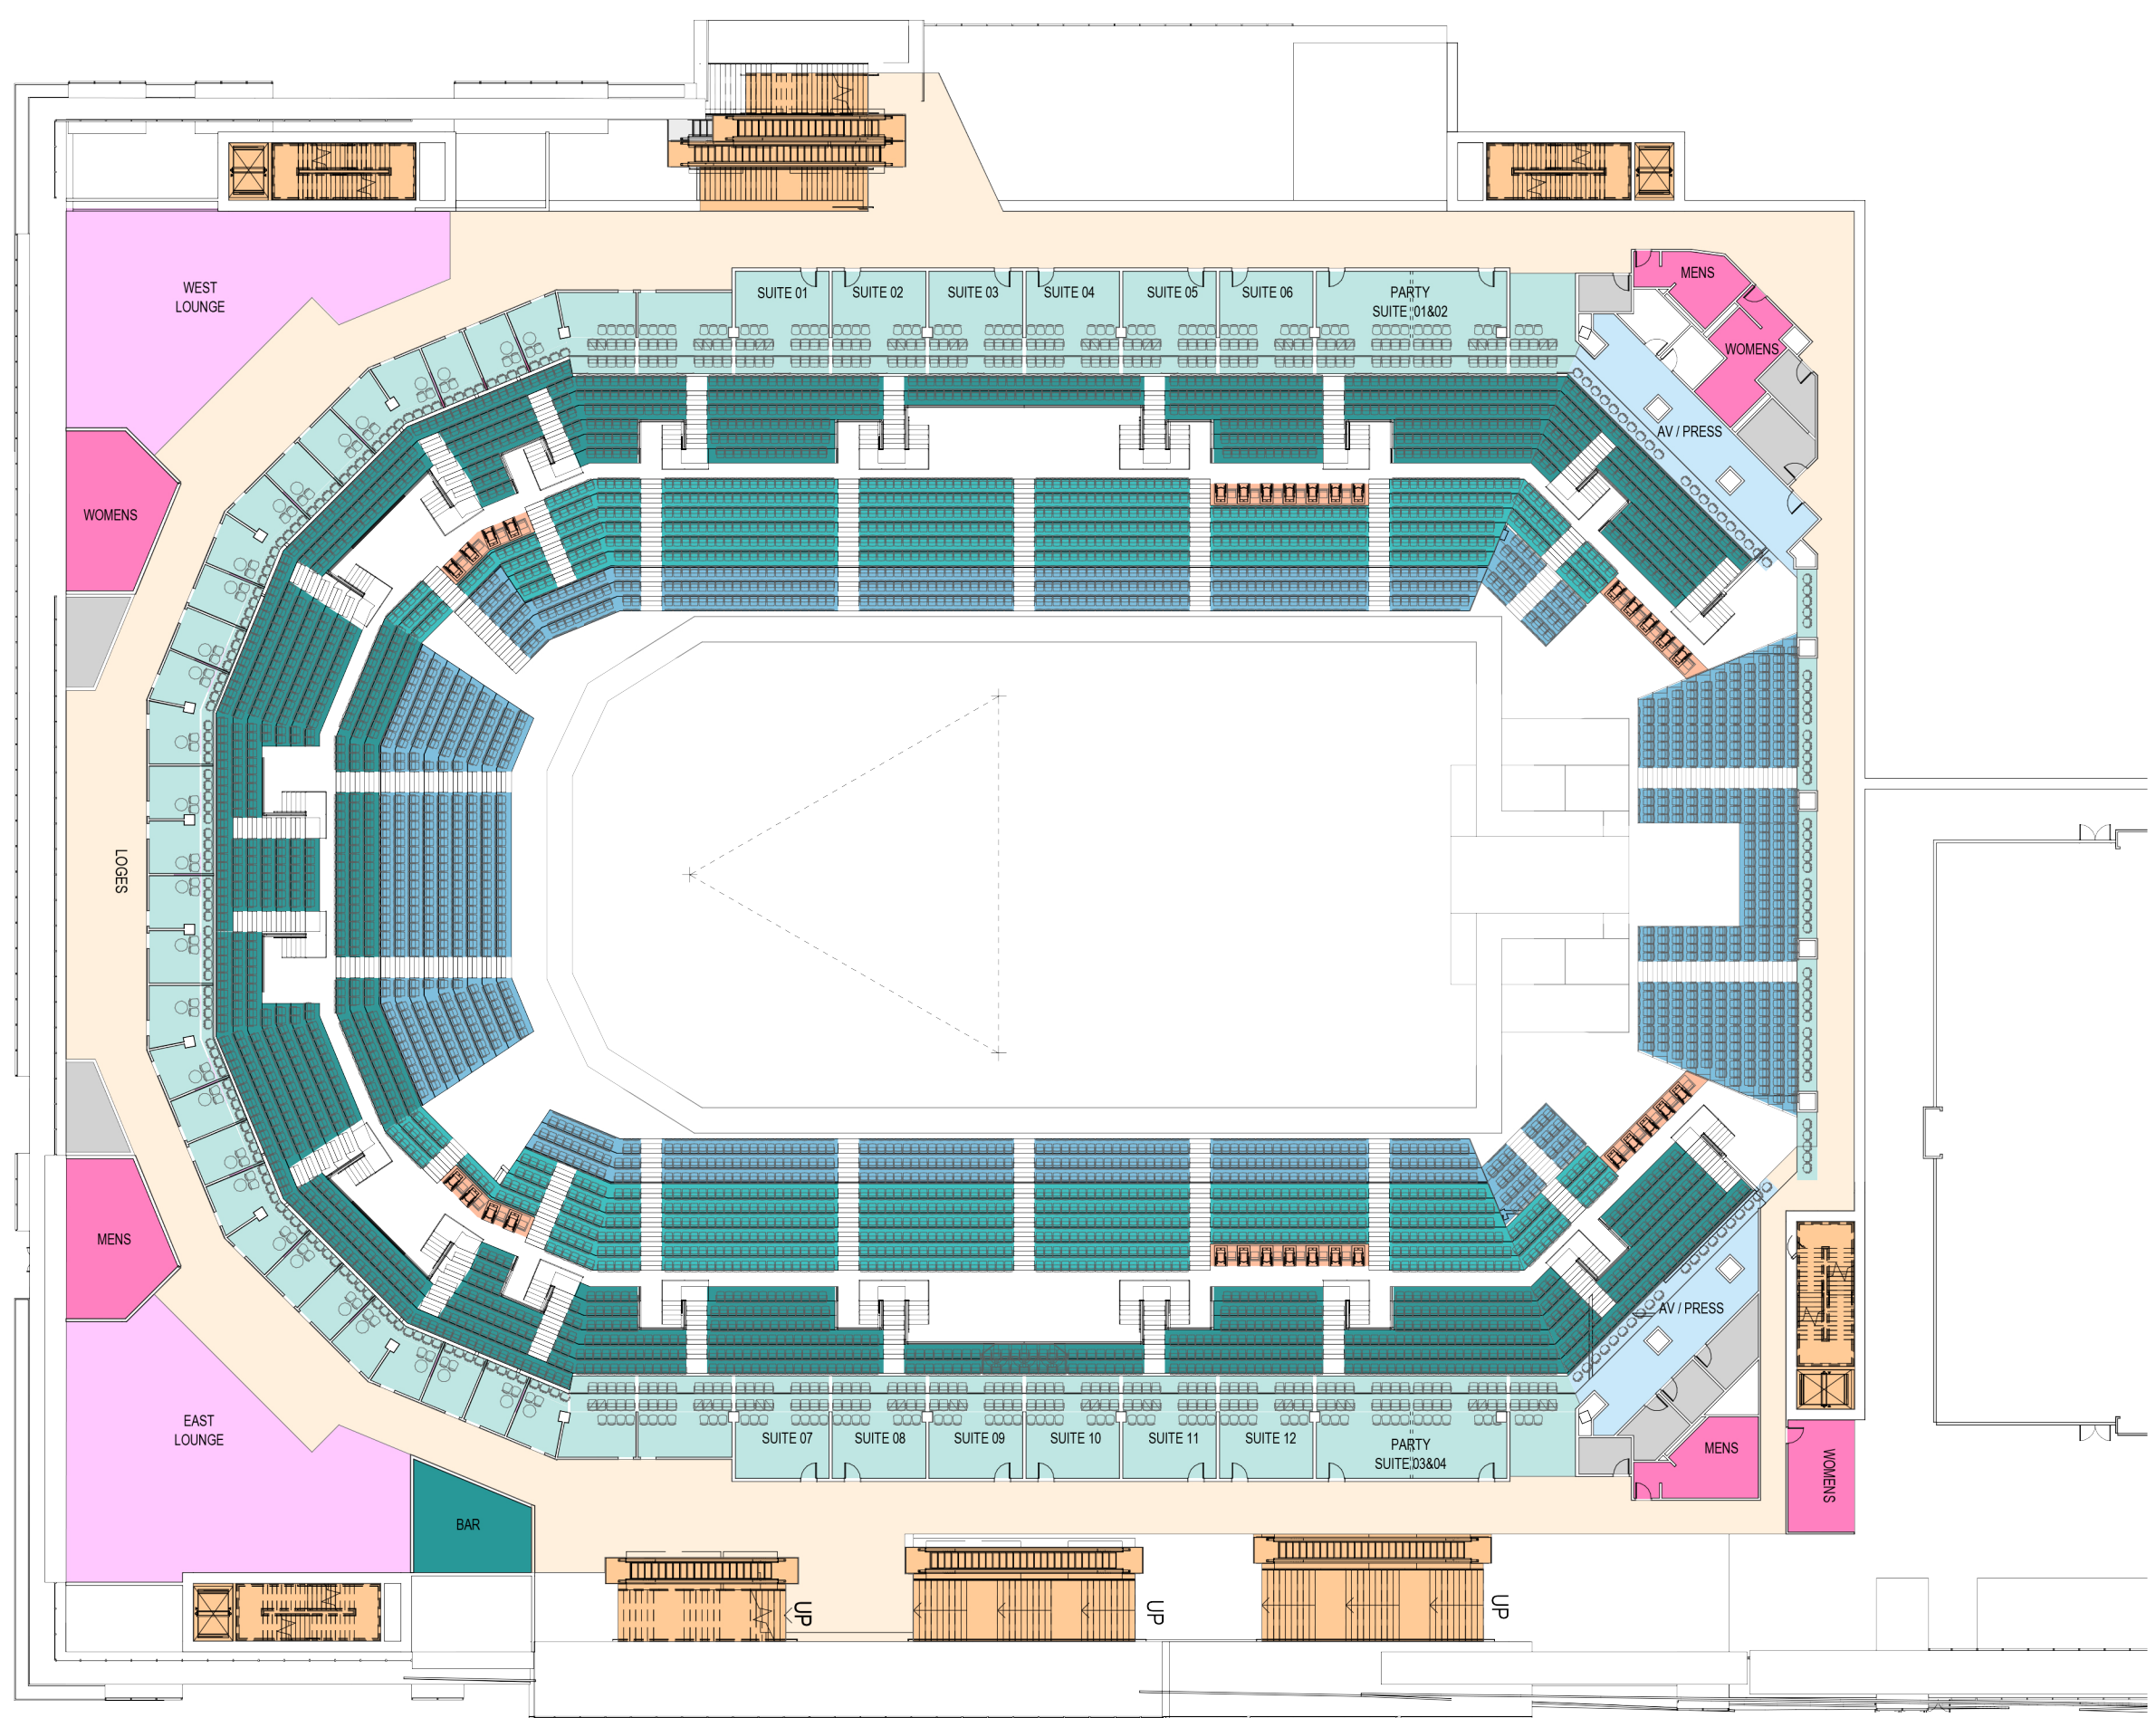 MENS
WEST
LOUNGE
SUITE 01
SUITE 02
SUITE 03
SUITE 04
SUITE 05
SUITE 06
PARTY
SUITE 01&02
WOMENS
AV / PRESS
WOMENS
LOGES
MENS
AV / PRESS
EAST
LOUNGE
SUITE 07
SUITE 08
SUITE 09
SUITE 10
SUITE 11
SUITE 12
PARTY
SUITE 03&04
MENS
WOMENS
BAR
UP
UP
UP